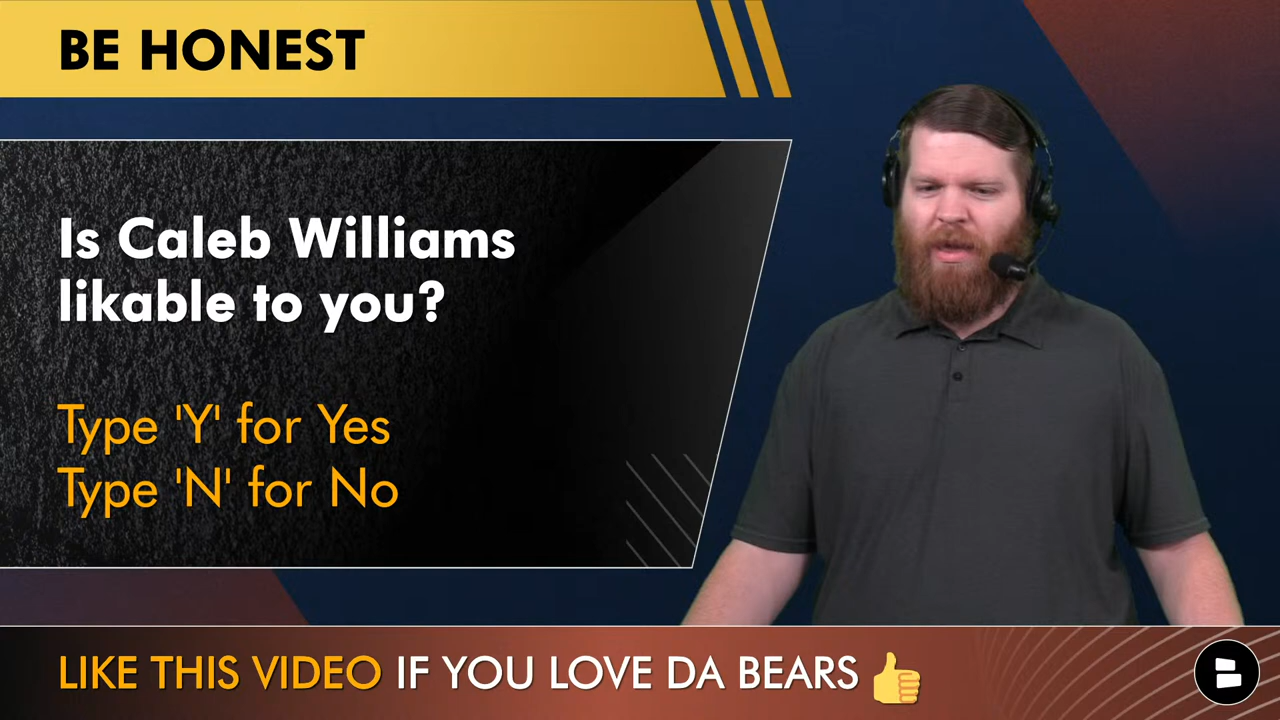 BE HONEST
Is Caleb Williams
likable to you?
Type 'Y' for Yes
Type 'N' for No
LIKE THIS VIDEO IF YOU LOVE DA BEARS